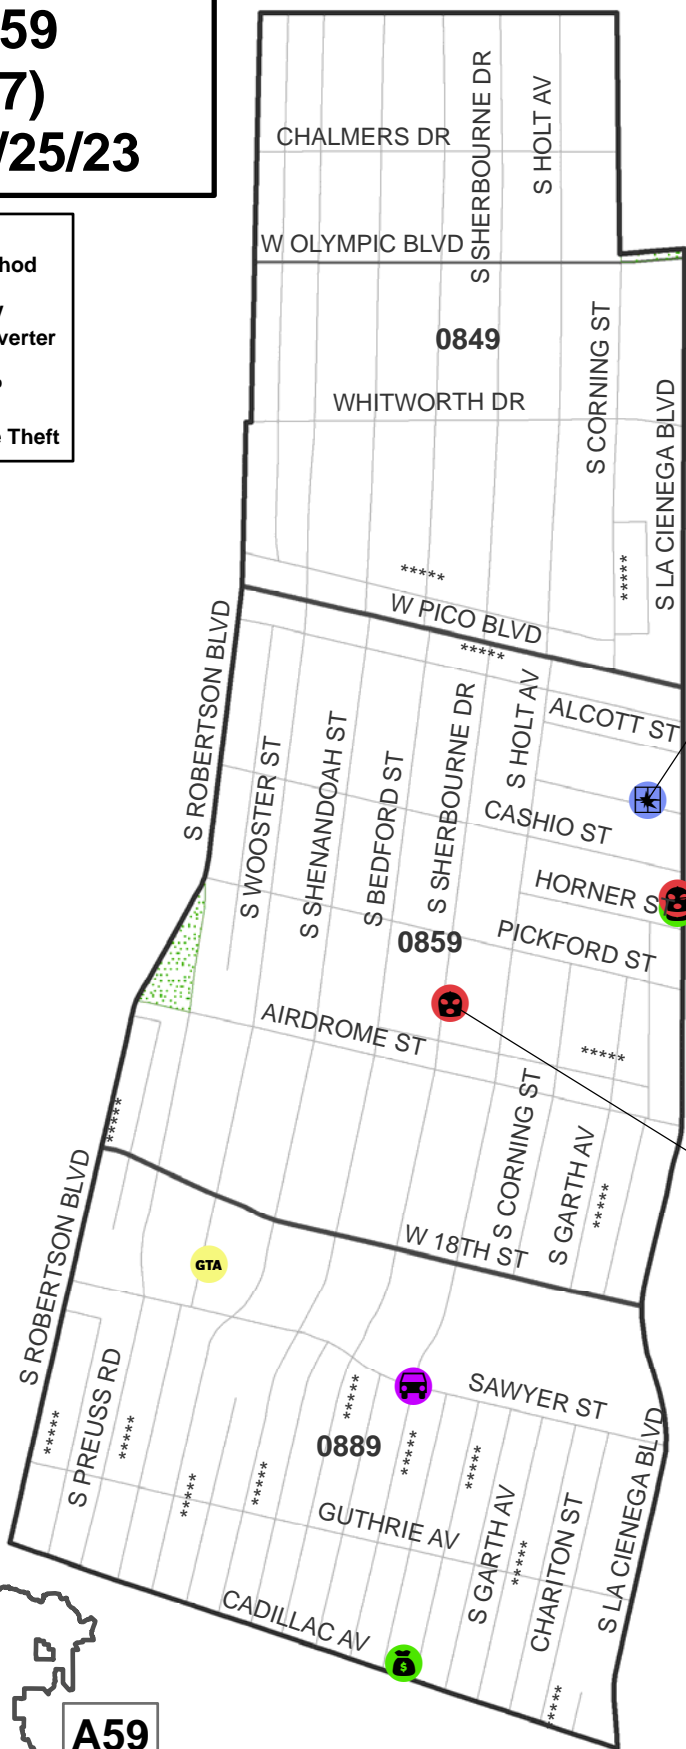 59
7)
/25/23
hod
y
verter
o
e Theft
CHALMERS DR
S SHERBOURNE DR
S HOLT AV
W OLYMPIC BLVD
0849
S CORNING ST
WHITWORTH DR
S LA CIENEGA BLVD
*****
*****
W PICO BLVD
*****
S ROBERTSON BLVD
ALCOTT ST
S HOLT AV
S SHERBOURNE DR
S SHENANDOAH ST
S WOOSTER ST
S BEDFORD ST
CASHIO ST
HORNER ST
0859
PICKFORD ST
AIRDROME ST
*****
*****
S CORNING ST
S GARTH AV
*****
S ROBERTSON BLVD
W 18TH ST
GTA
S PREUSS RD
*****
SAWYER ST
*****
*****
0889
*****
*****
*****
*****
S LA CIENEGA BLVD
GUTHRIE AV
S GARTH AV
*****
CHARITON ST
CADILLAC AV
$
*****
A59